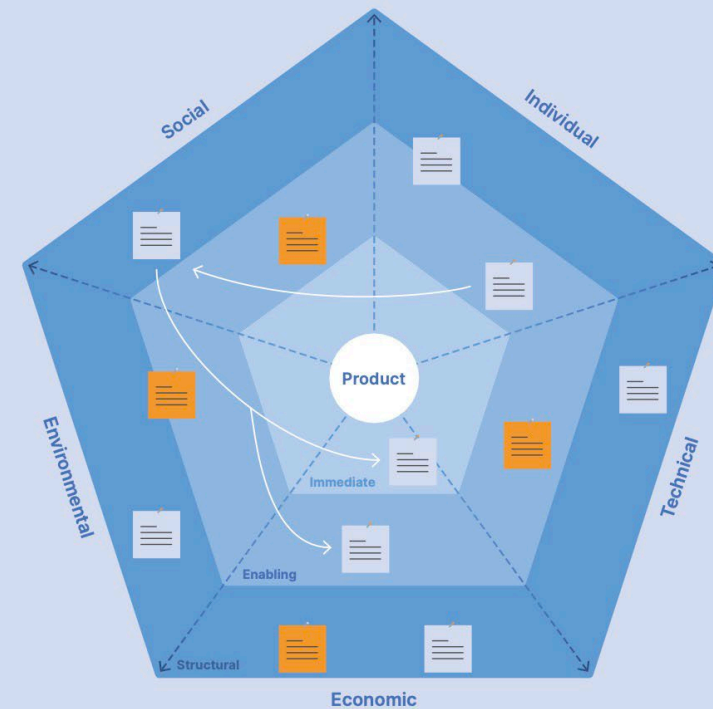 Social
Individual
Product
Environmental
Technical
Immediate
Enabling
Structural
Economic